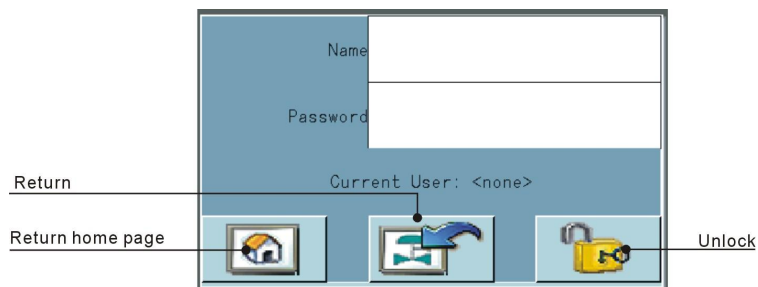 Name
Password
Current User: <none>
Return
Return home page
Unlock